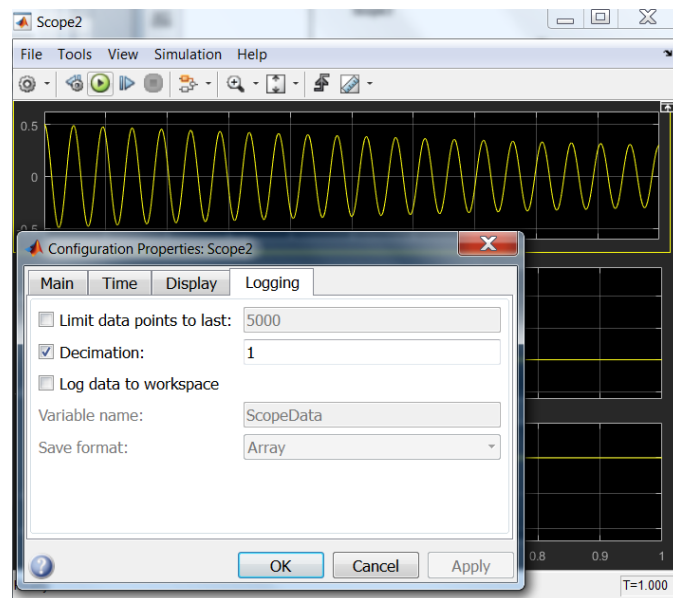 Scope2
File Tools View Simulation Help
0.5
0
-0.5
Configuration Properties: Scope2
Main Time Display Logging
Limit data points to last: 5000
Decimation: 1
Log data to workspace
Variable name: ScopeData
Save format: Array
OK Cancel Apply
0.8 0.9 1
T=1.000